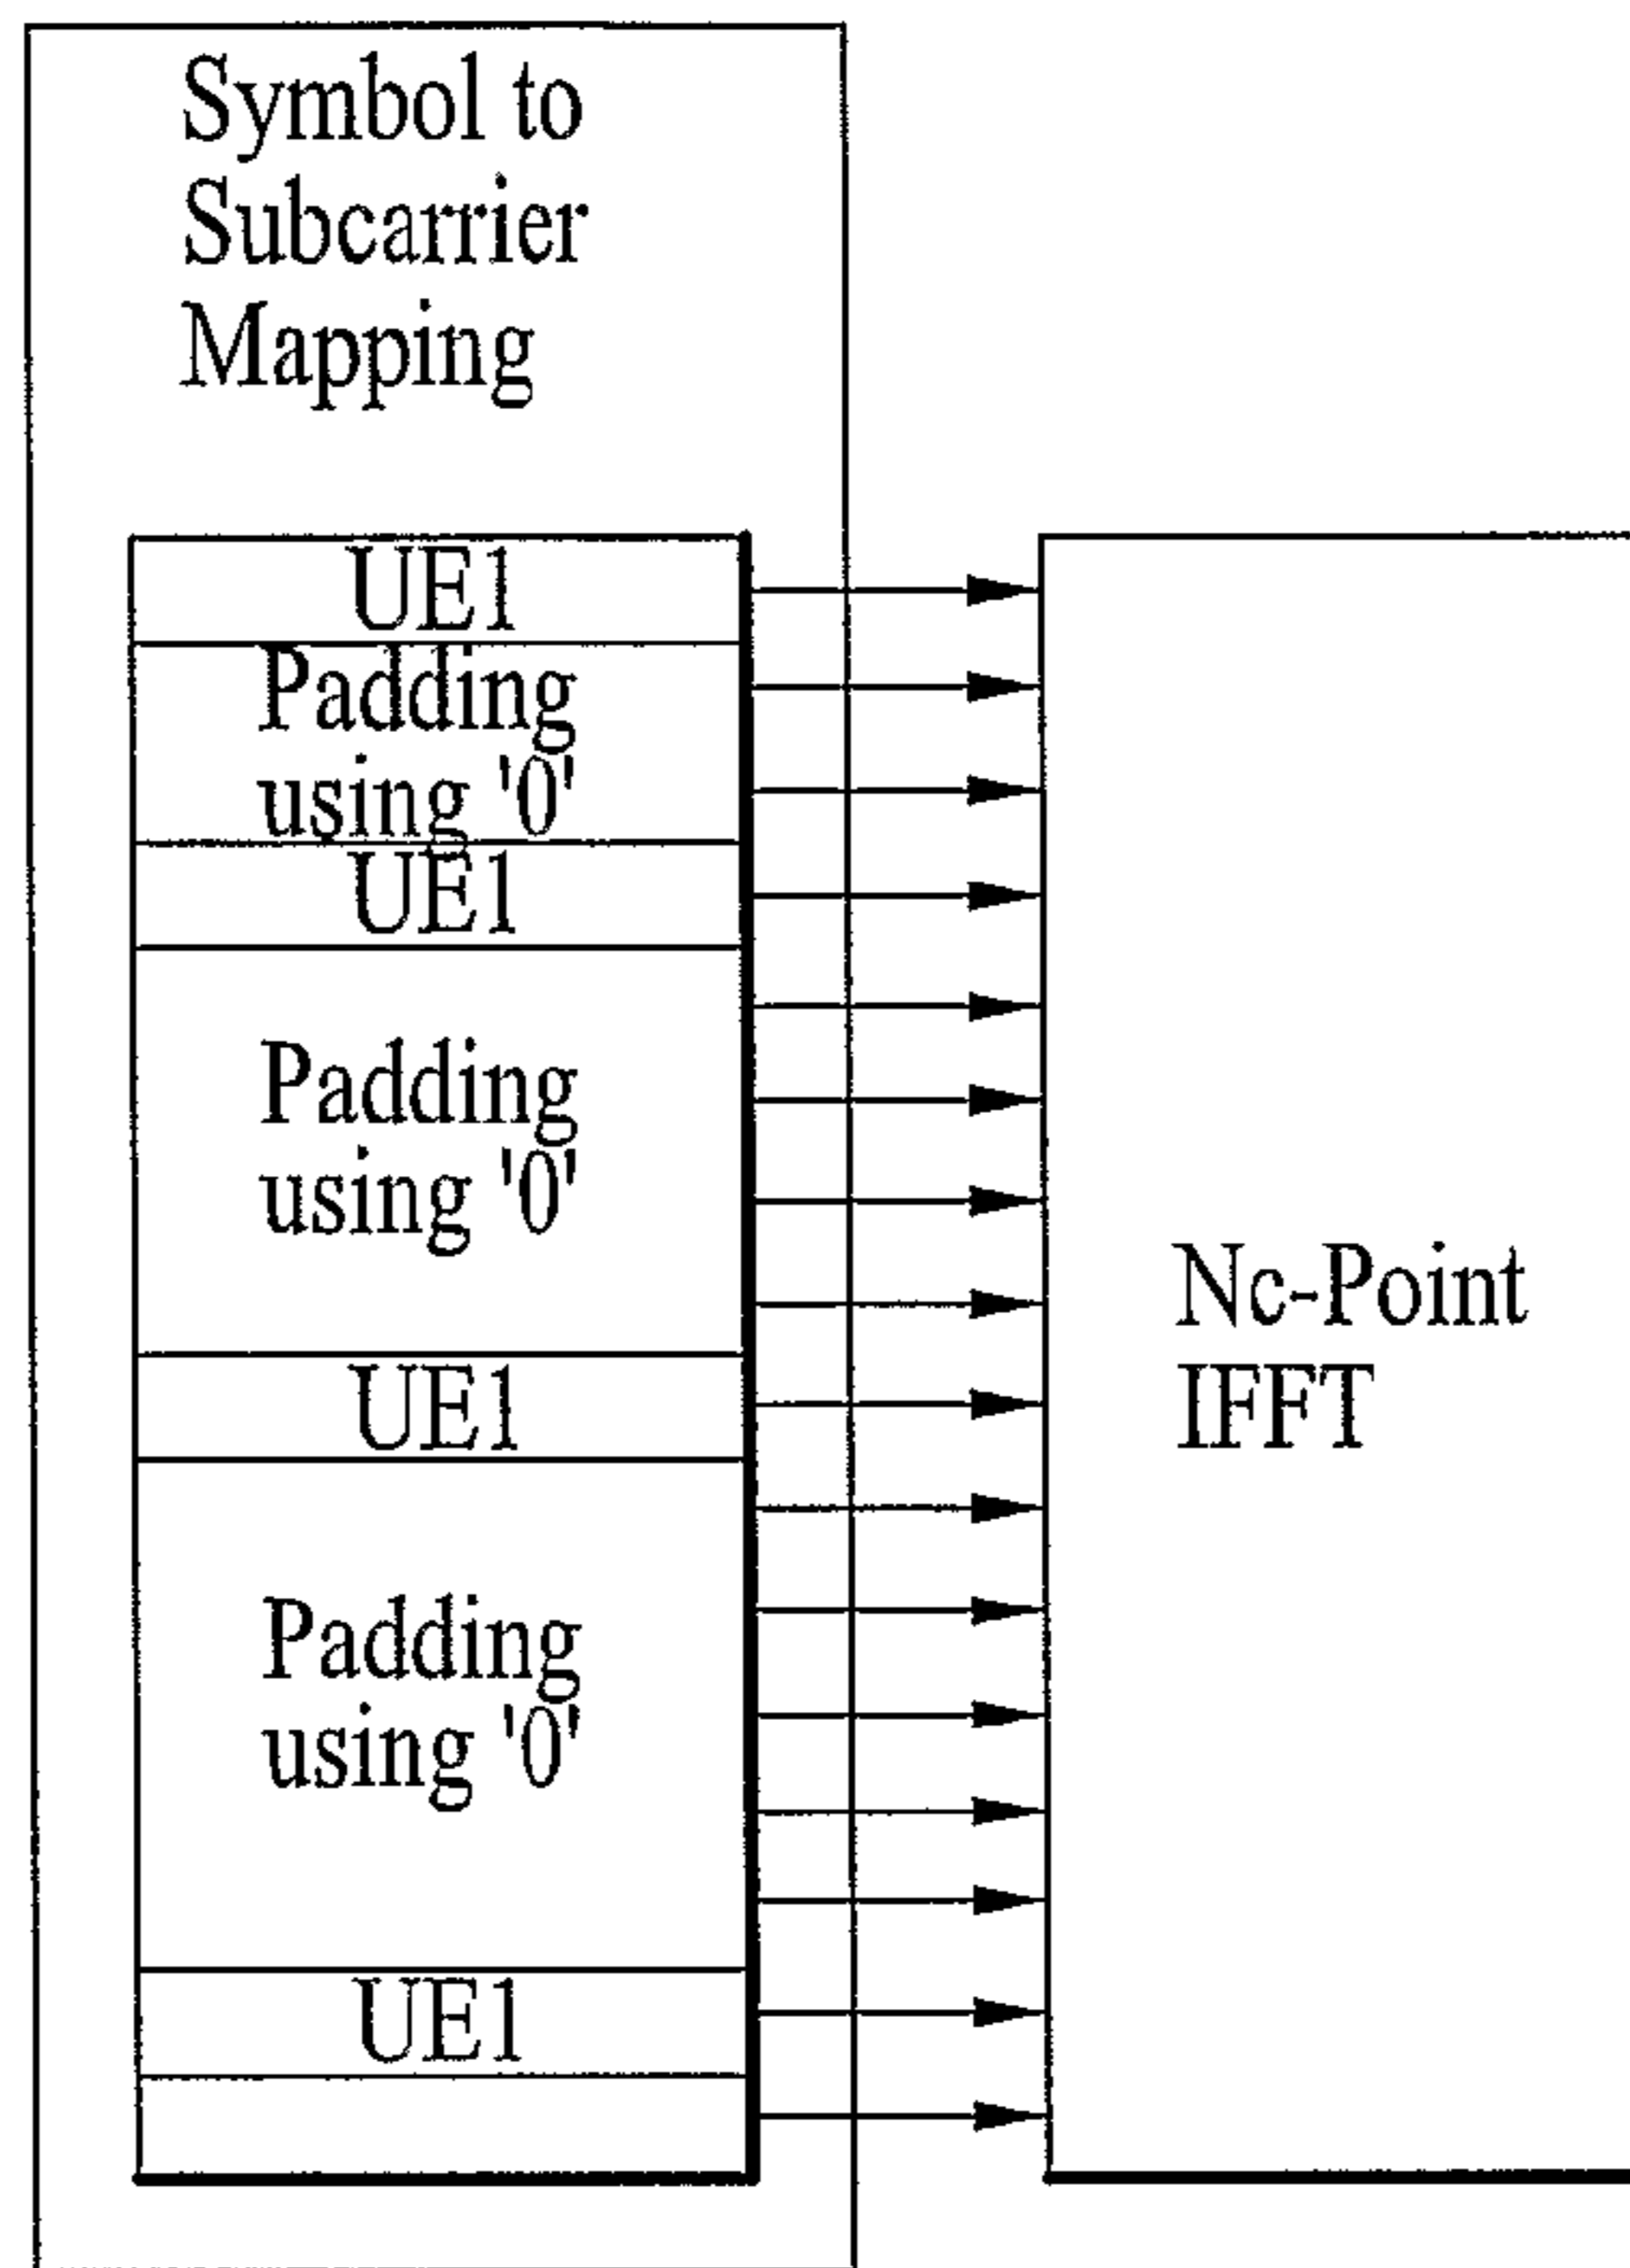 Symbol to
Subcarrier
Mapping
UE1
Padding
using '0'
UE1
Padding
using '0'
UE1
Padding
using '0'
UE1
Nc-Point
IFFT